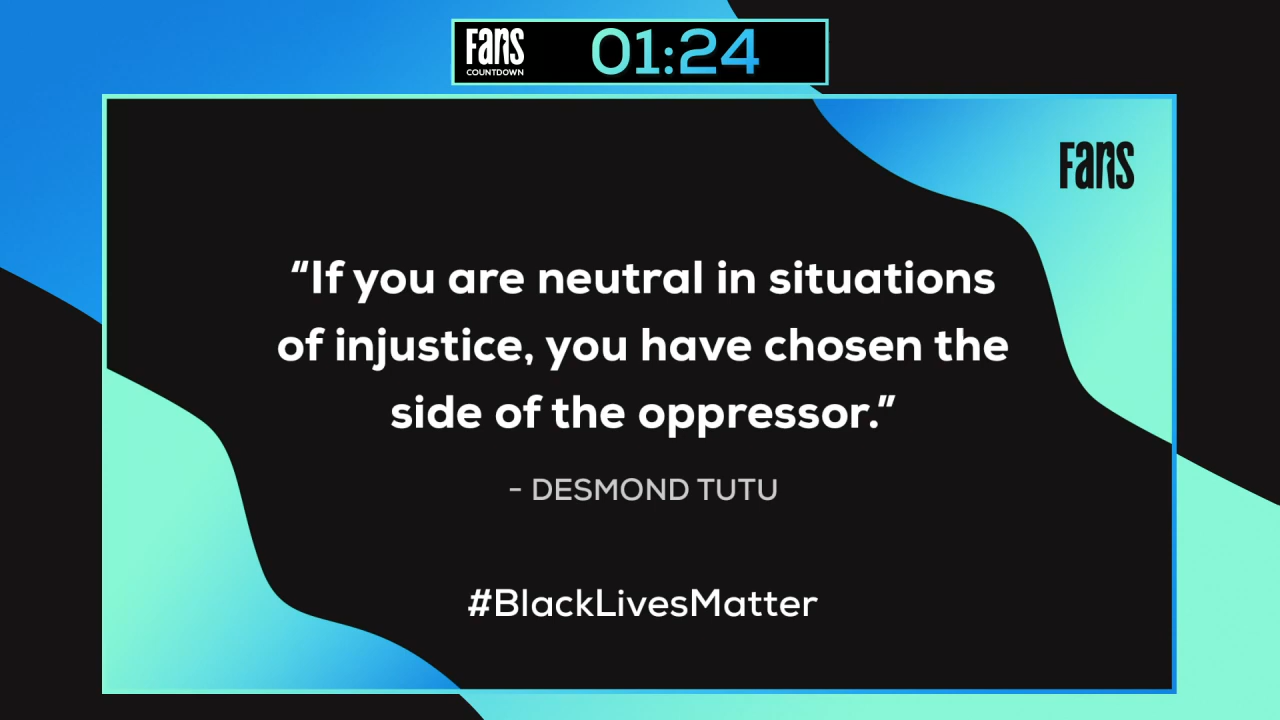 Fans
COUNTDOWN
01:24
Fans
“If you are neutral in situations
of injustice, you have chosen the
side of the oppressor.”
- DESMOND TUTU
#BlackLivesMatter